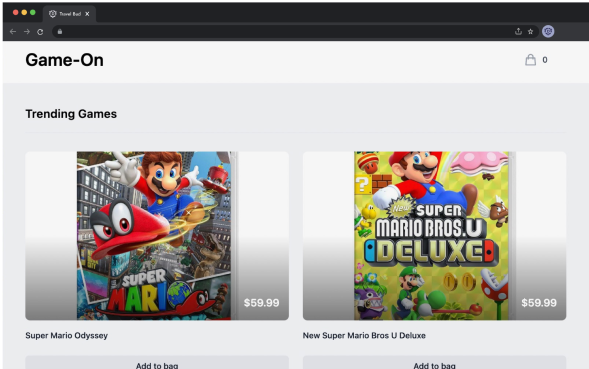 Travel Bud X
Game-On
0
Trending Games
SUPER
MARIO
$59.99
New SUPER
MARIO BROS. U
DELUXE
$59.99
Super Mario Odyssey
New Super Mario Bros U Deluxe
Add to bag
Add to bag